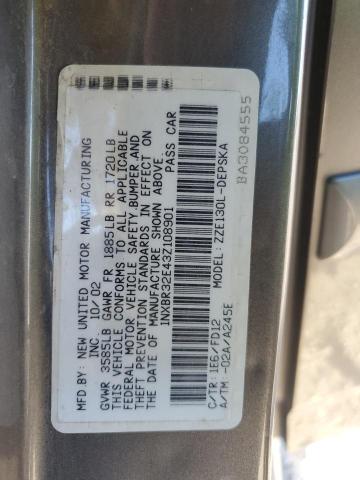 MFD BY: NEW UNITED MOTOR MANUFACTURING
INC 10/02
GVWR 3585LB GAWR FR 1885LB RR 1720LB
THIS VEHICLE CONFORMS TO ALL APPLICABLE
FEDERAL MOTOR VEHICLE SAFETY,BUMPER,AND
THEFT PREVENTION STANDARDS IN EFFECT ON
THE DATE OF MANUFACTURE SHOWN ABOVE.
1NXBR32E43Z108901 PASS CAR
C/TR: 1E6/FD12 MODEL: ZZE130L-DEPSKA
A/TM -02A/A245E
BA3084555